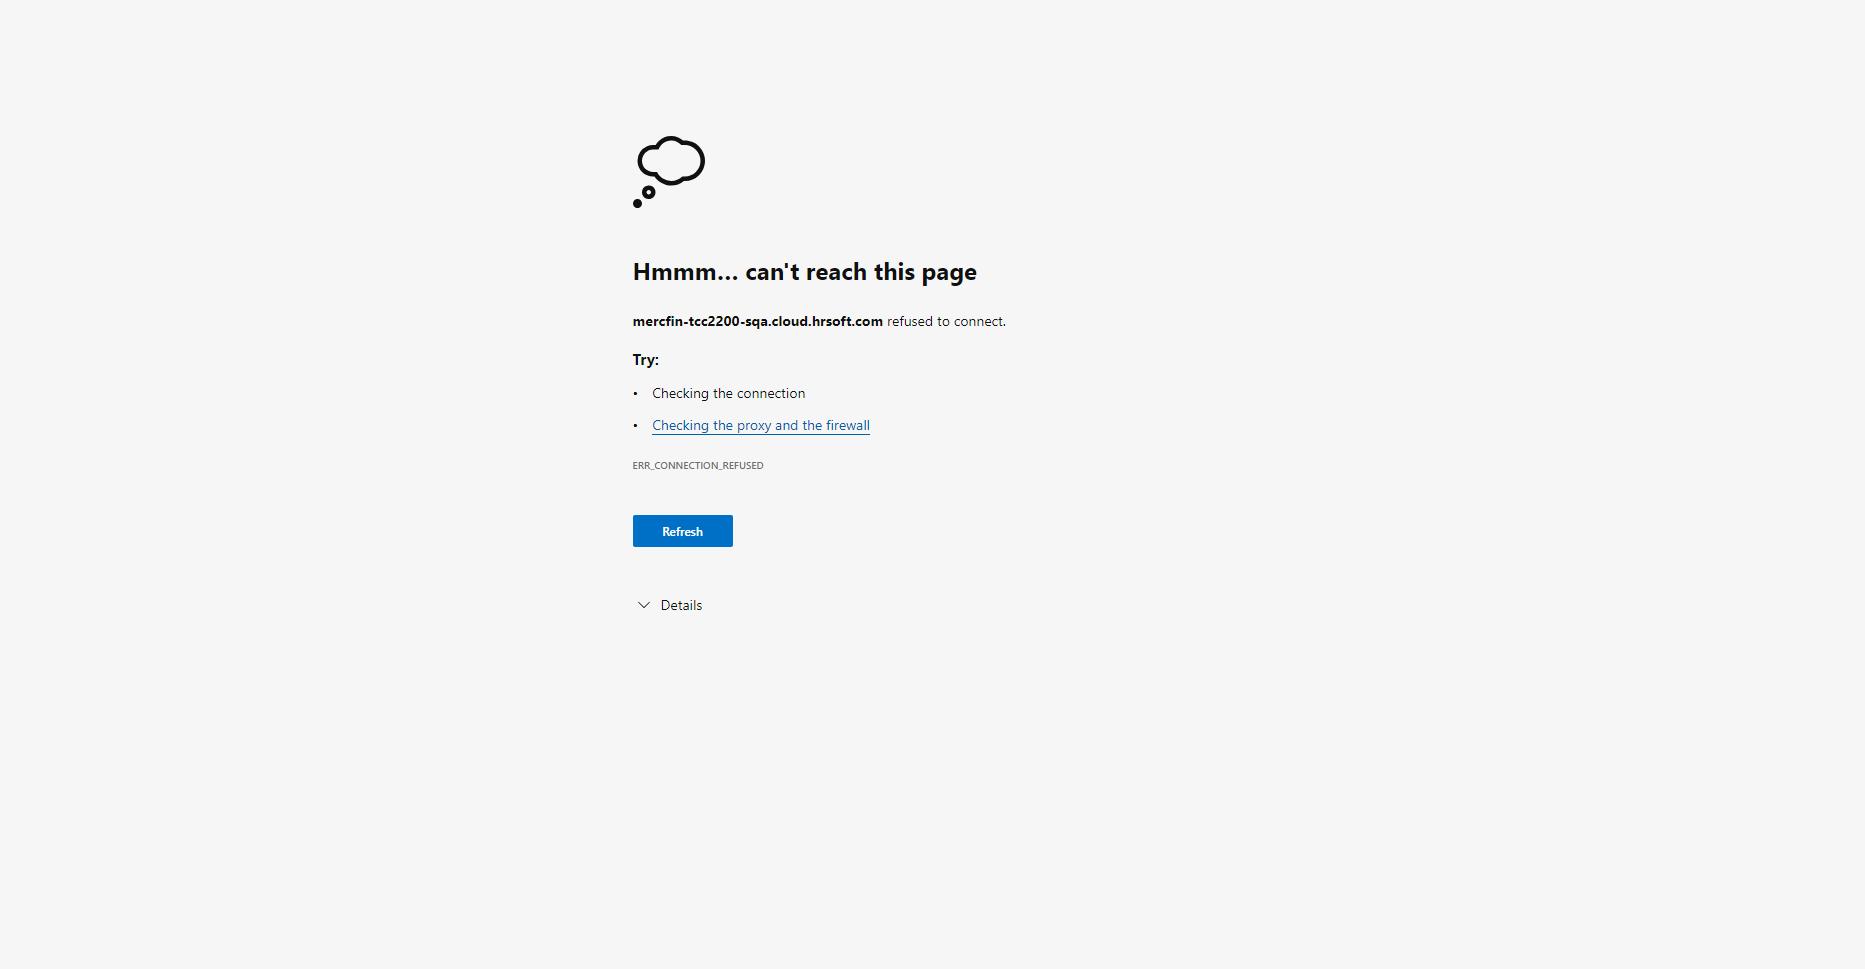 Hmmm... can't reach this page
mercfin-tcc2200-sqa.cloud.hrsoft.com refused to connect.
Try:
• Checking the connection
• Checking the proxy and the firewall
ERR_CONNECTION_REFUSED
Refresh
Details